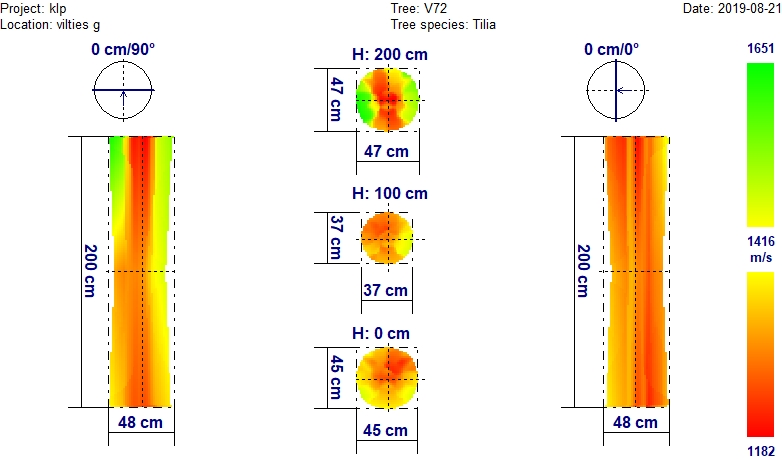 Project: klp
Tree: V72
Date: 2019-08-21
Location: vilties g
Tree species: Tilia
0 cm/90°
H: 200 cm
0 cm/0°
1651
47 cm
47 cm
H: 100 cm
200 cm
37 cm
200 cm
1416
m/s
37 cm
H: 0 cm
45 cm
48 cm
45 cm
48 cm
1182